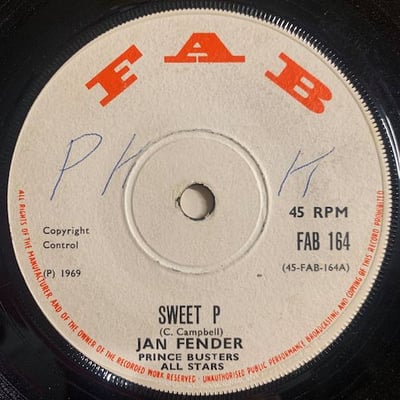 FAB
PH K
45 RPM
FAB 164
(45-FAB-164A)
Copyright
Control
(P) 1969
SWEET P
(C. Campbell)
JAN FENDER
PRINCE BUSTERS
ALL STARS
ALL RIGHTS OF THE MANUFACTURER AND OF THE OWNER OF THE RECORDED WORK RESERVED · UNAUTHORISED PUBLIC PERFORMANCE BROADCASTING AND COPYING OF THIS RECORD PROHIBITED